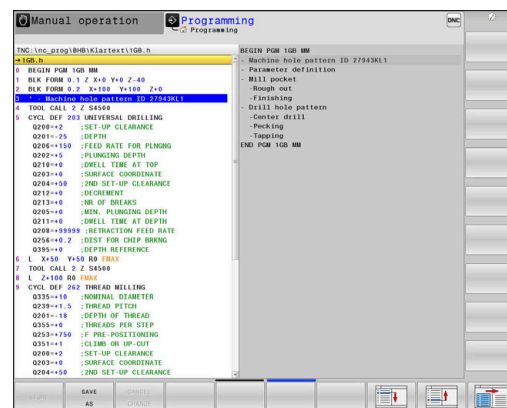 Manual operation
Programming
Programming
DNC
TNC:\nc_prog\BHB\Klartext\1GB.h
→1GB.h
0 BEGIN PGM 1GB MM
1 BLK FORM 0.1 Z X+0 Y+0 Z-40
2 BLK FORM 0.2 X+100 Y+100 Z+0
3 * - Machine hole pattern ID 27943KL1
4 TOOL CALL 2 Z S4500
5 CYCL DEF 203 UNIVERSAL DRILLING
Q200=+2 ;SET-UP CLEARANCE
Q201=-25 ;DEPTH
Q206=+150 ;FEED RATE FOR PLNGNG
Q202=+5 ;PLUNGING DEPTH
Q210=+0 ;DWELL TIME AT TOP
Q203=+0 ;SURFACE COORDINATE
Q204=+50 ;2ND SET-UP CLEARANCE
Q212=+0 ;DECREMENT
Q213=+0 ;NR OF BREAKS
Q205=+0 ;MIN. PLUNGING DEPTH
Q211=+0 ;DWELL TIME AT DEPTH
Q208=+99999 ;RETRACTION FEED RATE
Q256=+0.2 ;DIST FOR CHIP BRKNG
Q395=+0 ;DEPTH REFERENCE
6 L X+50 Y+50 R0 FMAX
7 TOOL CALL 2 Z S4500
8 L Z+100 R0 FMAX
9 CYCL DEF 262 THREAD MILLING
Q335=+10 ;NOMINAL DIAMETER
Q239=+1.5 ;THREAD PITCH
Q201=-18 ;DEPTH OF THREAD
Q355=+0 ;THREADS PER STEP
Q253=+750 ;F PRE-POSITIONING
Q351=+1 ;CLIMB OR UP-CUT
Q200=+2 ;SET-UP CLEARANCE
Q203=+0 ;SURFACE COORDINATE
Q204=+50 ;2ND SET-UP CLEARANCE
BEGIN PGM 1GB MM
- Machine hole pattern ID 27943KL1
- Parameter definition
- Mill pocket
-Rough out
-Finishing
- Drill hole pattern
-Center drill
-Pecking
-Tapping
END PGM 1GB MM
STORE
SAVE
AS
CANCEL
CHANGE